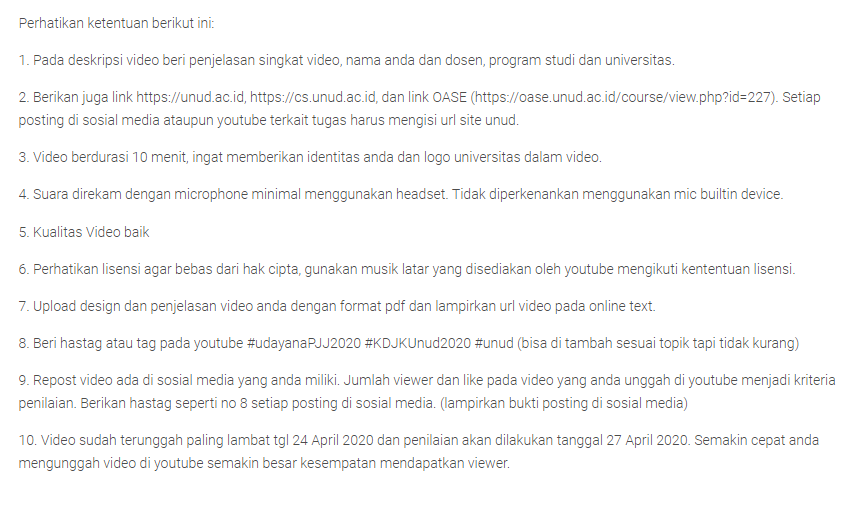 Perhatikan ketentuan berikut ini:
1. Pada deskripsi video beri penjelasan singkat video, nama anda dan dosen, program studi dan universitas.
2. Berikan juga link https://unud.ac.id, https://cs.unud.ac.id, dan link OASE (https://oase.unud.ac.id/course/view.php?id=227). Setiap
posting di sosial media ataupun youtube terkait tugas harus mengisi url site unud.
3. Video berdurasi 10 menit, ingat memberikan identitas anda dan logo universitas dalam video.
4. Suara direkam dengan microphone minimal menggunakan headset. Tidak diperkenankan menggunakan mic builtin device.
5. Kualitas Video baik
6. Perhatikan lisensi agar bebas dari hak cipta, gunakan musik latar yang disediakan oleh youtube mengikuti kententuan lisensi.
7. Upload design dan penjelasan video anda dengan format pdf dan lampirkan url video pada online text.
8. Beri hastag atau tag pada youtube #udayanaPJJ2020 #KDJKUnud2020 #unud (bisa di tambah sesuai topik tapi tidak kurang)
9. Repost video ada di sosial media yang anda miliki. Jumlah viewer dan like pada video yang anda unggah di youtube menjadi kriteria
penilaian. Berikan hastag seperti no 8 setiap posting di sosial media. (lampirkan bukti posting di sosial media)
10. Video sudah terunggah paling lambat tgl 24 April 2020 dan penilaian akan dilakukan tanggal 27 April 2020. Semakin cepat anda
mengunggah video di youtube semakin besar kesempatan mendapatkan viewer.